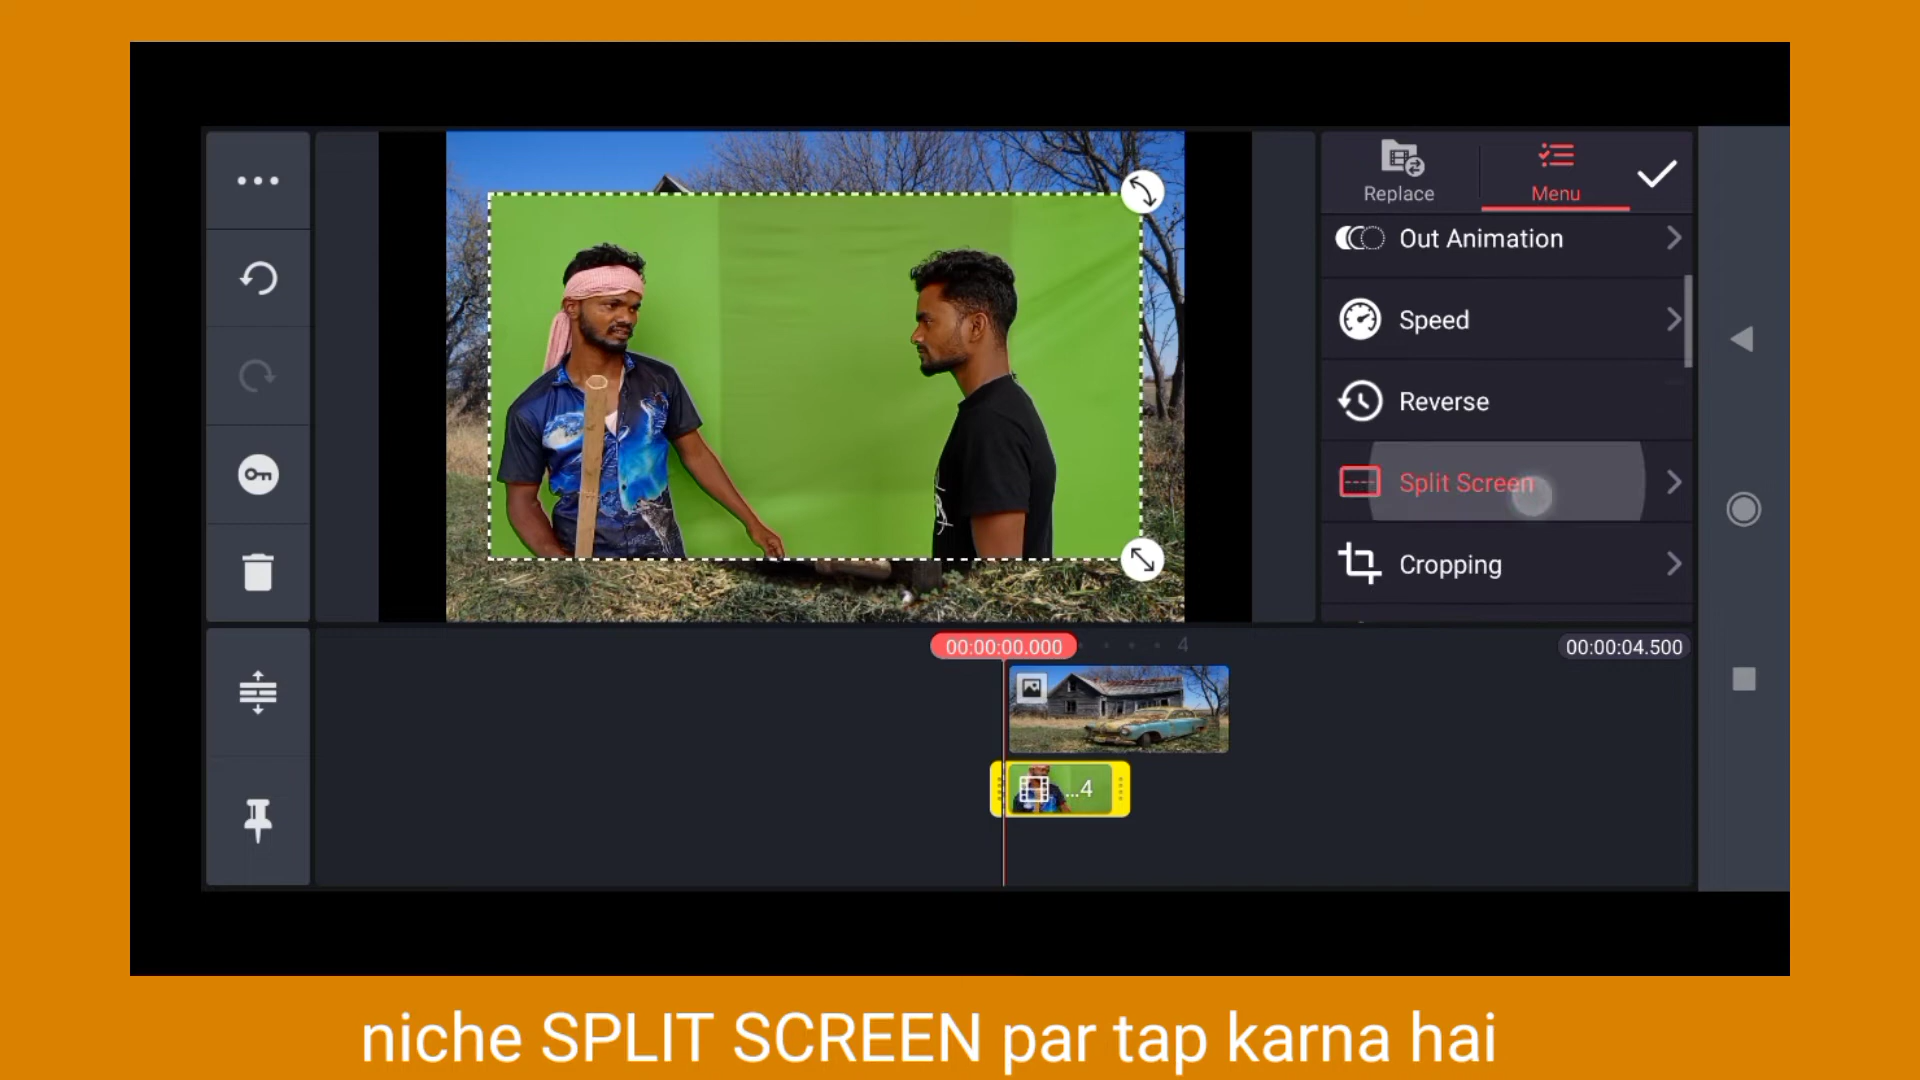 Replace
Menu
Out Animation
Speed
Reverse
Split Screen
Cropping
00:00:00.000
4
00:00:04.500
...4
niche SPLIT SCREEN par tap karna hai